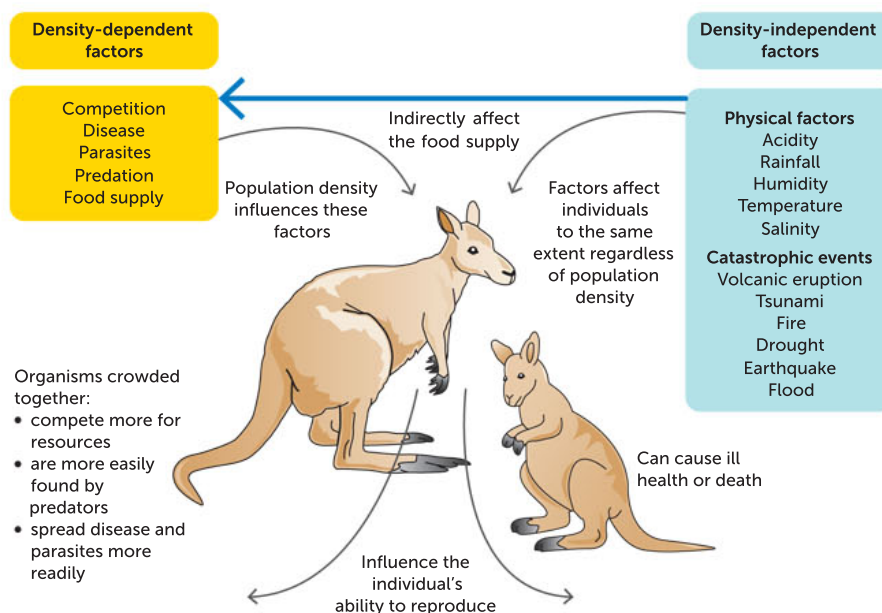 Density-dependent
factors
Density-independent
factors
Competition
Disease
Parasites
Predation
Food supply
Indirectly affect
the food supply
Physical factors
Acidity
Rainfall
Humidity
Temperature
Salinity
Catastrophic events
Volcanic eruption
Tsunami
Fire
Drought
Earthquake
Flood
Population density
influences these
factors
Factors affect
individuals
to the same
extent regardless
of population
density
Organisms crowded
together:
• compete more for
resources
• are more easily
found by
predators
• spread disease and
parasites more
readily
Can cause ill
health or death
Influence the
individual's
ability to reproduce